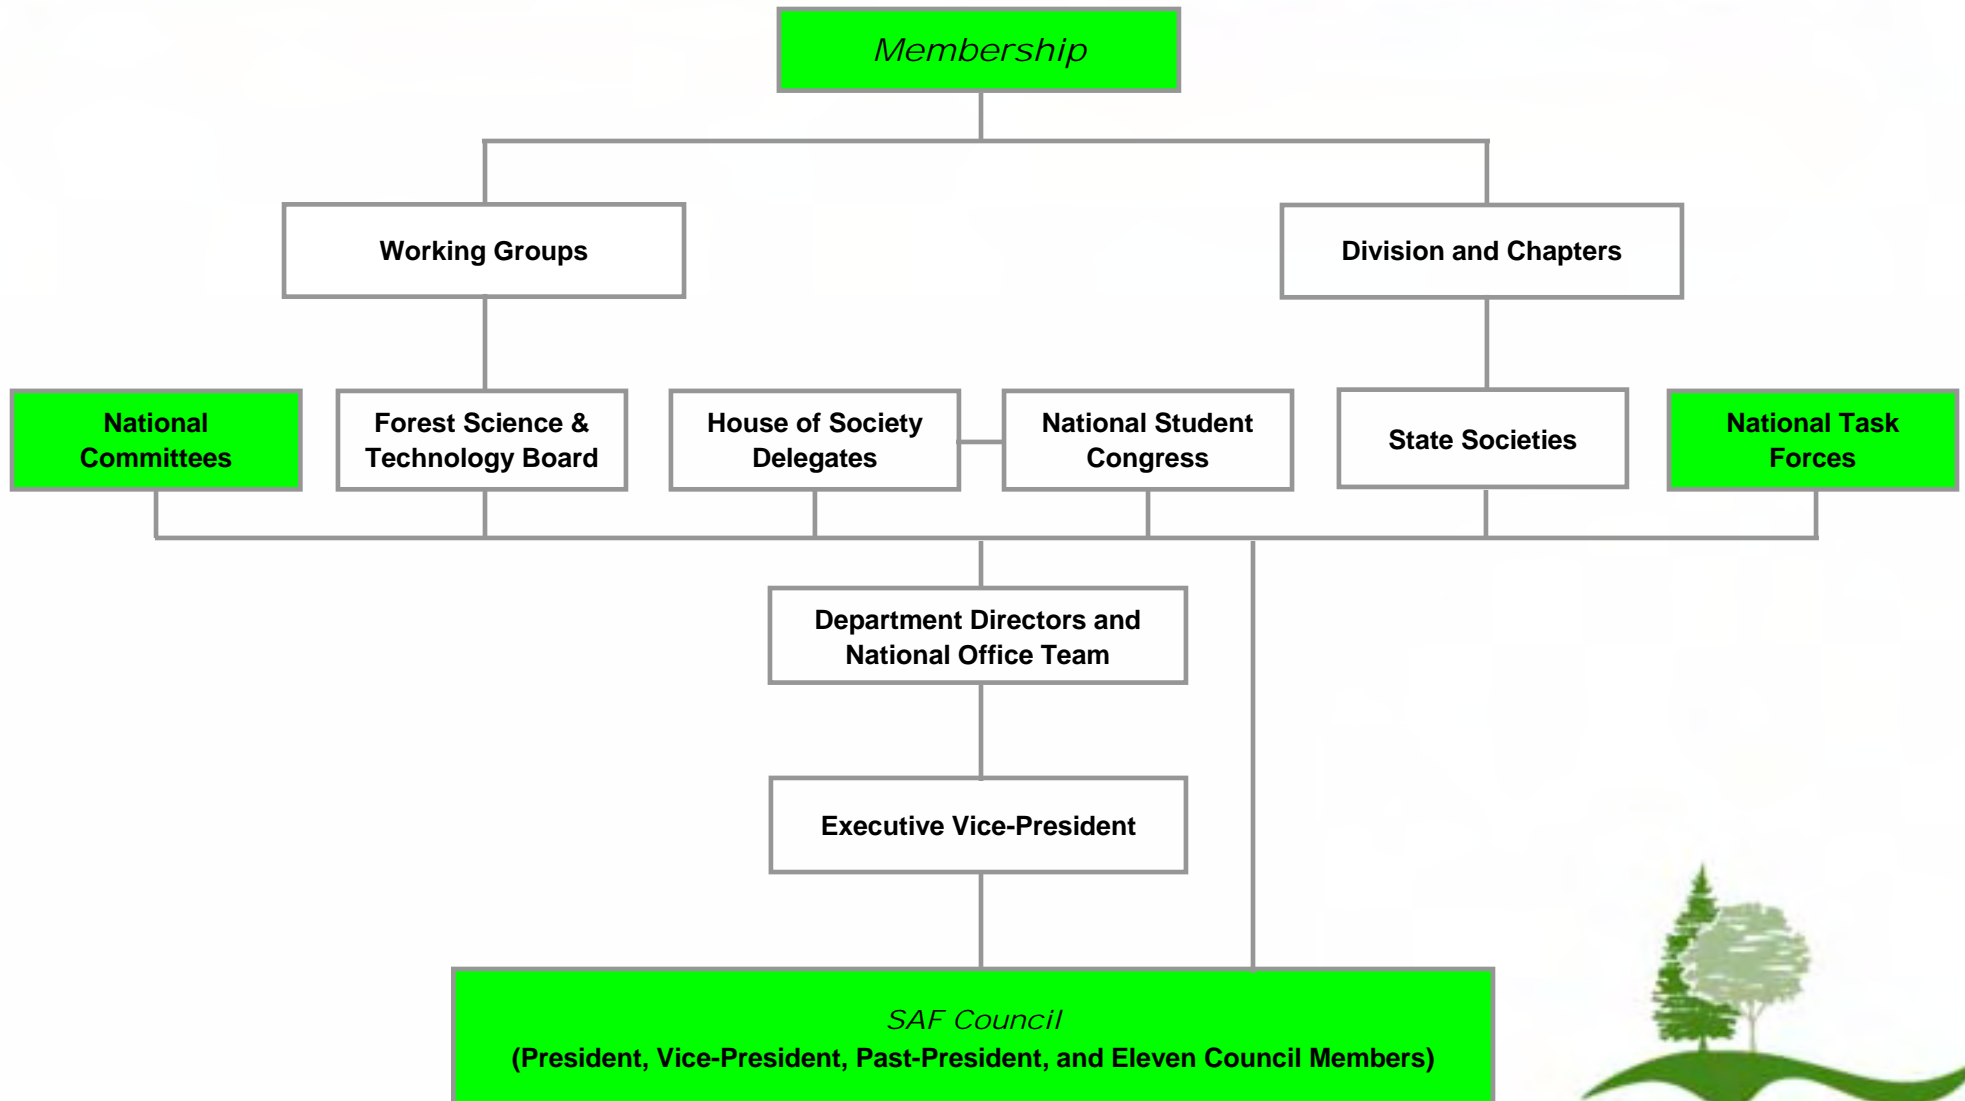 Membership
Working Groups
Division and Chapters
National
Committees
Forest Science &
Technology Board
House of Society
Delegates
National Student
Congress
State Societies
National Task
Forces
Department Directors and
National Office Team
Executive Vice-President
SAF Council
(President, Vice-President, Past-President, and Eleven Council Members)